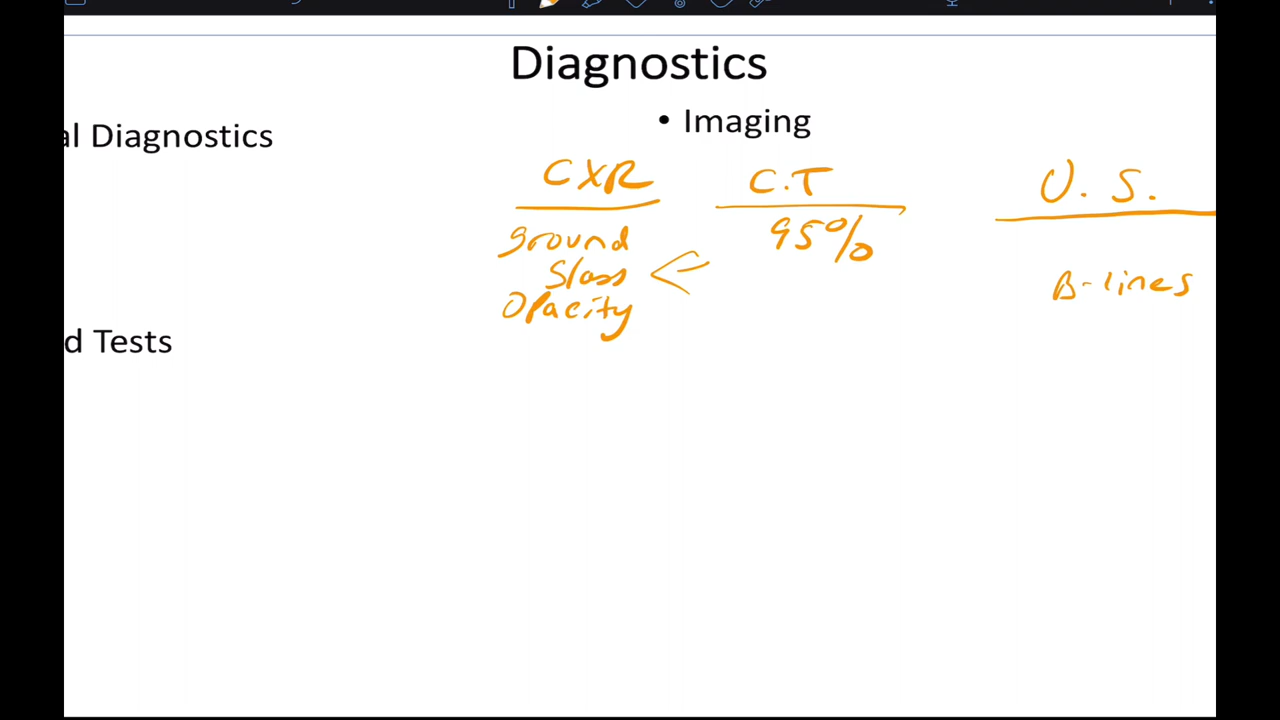 Diagnostics
al Diagnostics
• Imaging
CXR
C.T
U.S.
ground
glass
Opacity
95%
B-lines
d Tests